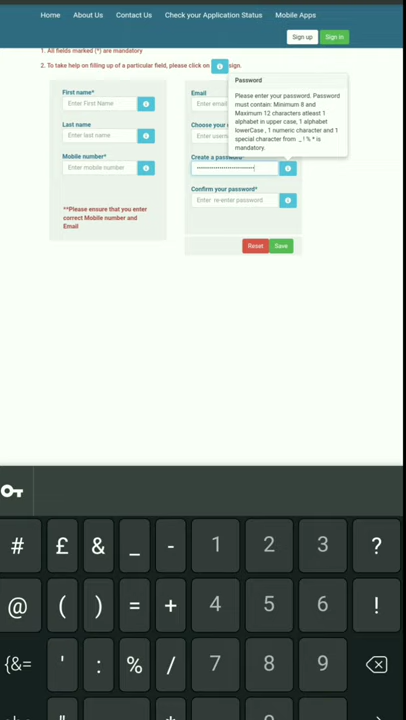 Home About Us Contact Us Check your Application Status Mobile Apps
Sign up Sign in
1. All fields marked (*) are mandatory
2. To take help on filling up of a particular field, please click on sign.
First name*
Enter First Name
Last name
Enter last name
Mobile number*
Enter mobile number
**Please ensure that you enter
correct Mobile number and
Email
Email
Enter
Choose your
Enter
Create a password*
Confirm your password*
Enter re-enter password
Reset Save
Password
Please enter your password. Password
must contain: Minimum 8 and
Maximum 12 characters atleast 1
alphabet in upper case, 1 alphabet
lowerCase , 1 numeric character and 1
special character from _ ! % * is
mandatory.
# £ & _ - 1 2 3 ?
@ ( ) = + 4 5 6 !
{&= ' : % / 7 8 9